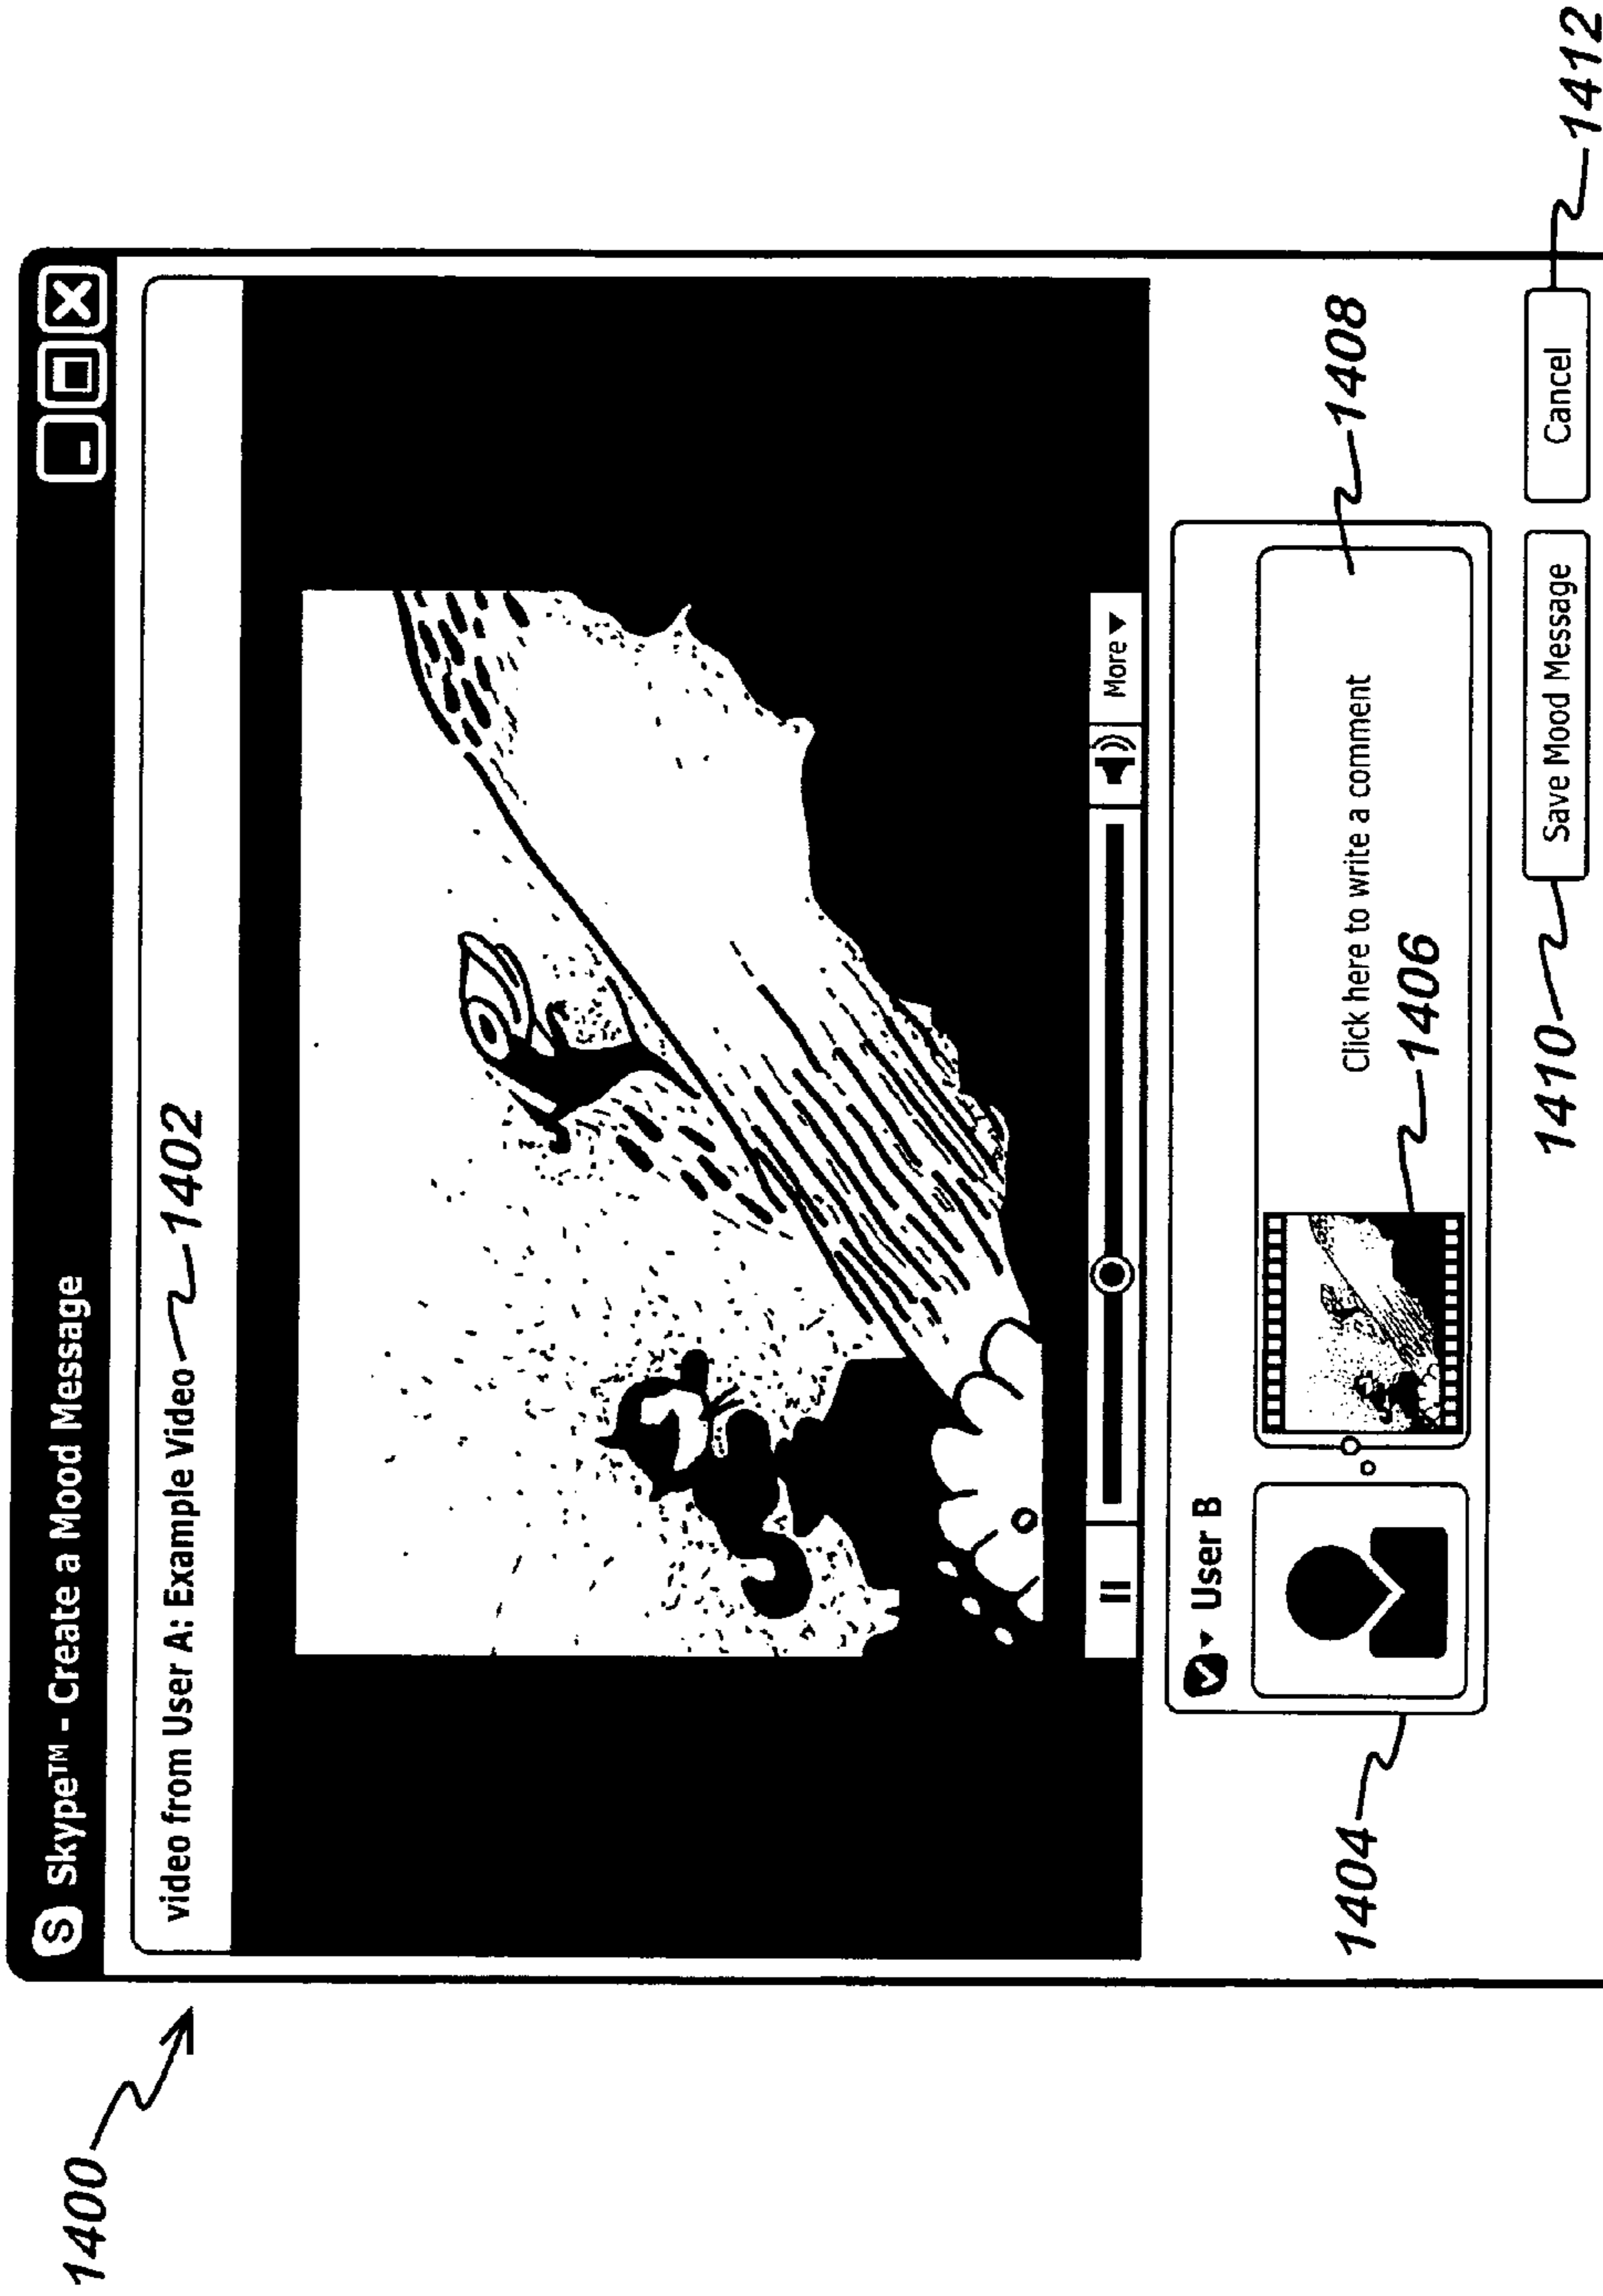 1400
S Skype™ - Create a Mood Message
video from User A: Example Video 1402
More
User B
1404
Click here to write a comment
1406
1408
1410
Save Mood Message
Cancel
1412